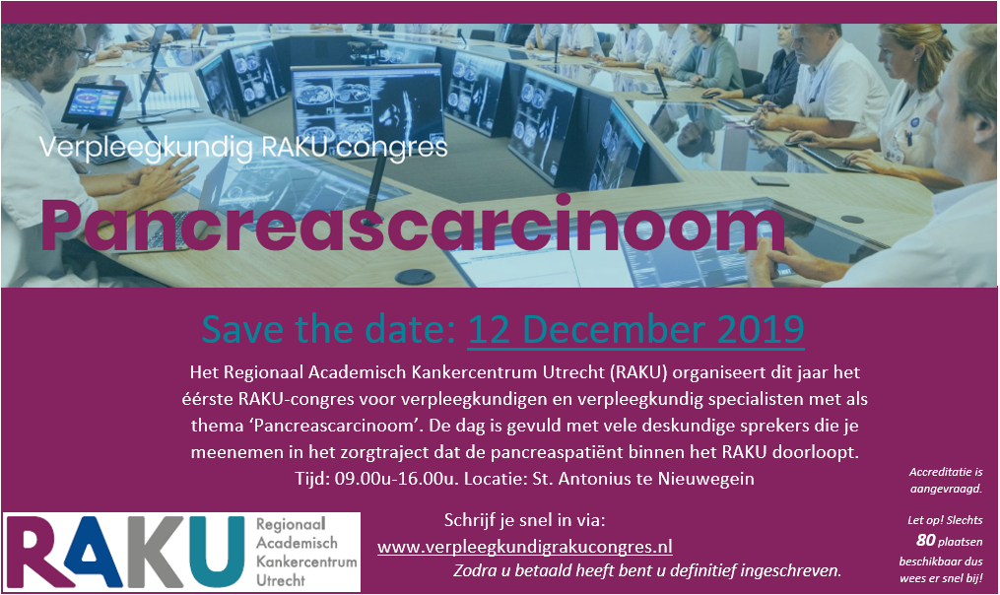 Verpleegkundig RAKU congres
Pancreascarcinoom
Save the date: 12 December 2019
Het Regionaal Academisch Kankercentrum Utrecht (RAKU) organiseert dit jaar het
éérste RAKU-congres voor verpleegkundigen en verpleegkundig specialisten met als
thema ‘Pancreascarcinoom’. De dag is gevuld met vele deskundige sprekers die je
meenemen in het zorgtraject dat de pancreaspatiënt binnen het RAKU doorloopt.
Tijd: 09.00u-16.00u. Locatie: St. Antonius te Nieuwegein
Schrijf je snel in via:
www.verpleegkundigrakucongres.nl
Zodra u betaald heeft bent u definitief ingeschreven.
Accreditatie is
aangevraagd.
Let op! Slechts
80 plaatsen
beschikbaar dus
wees er snel bij!
RAKU
Regionaal
Academisch
Kankercentrum
Utrecht